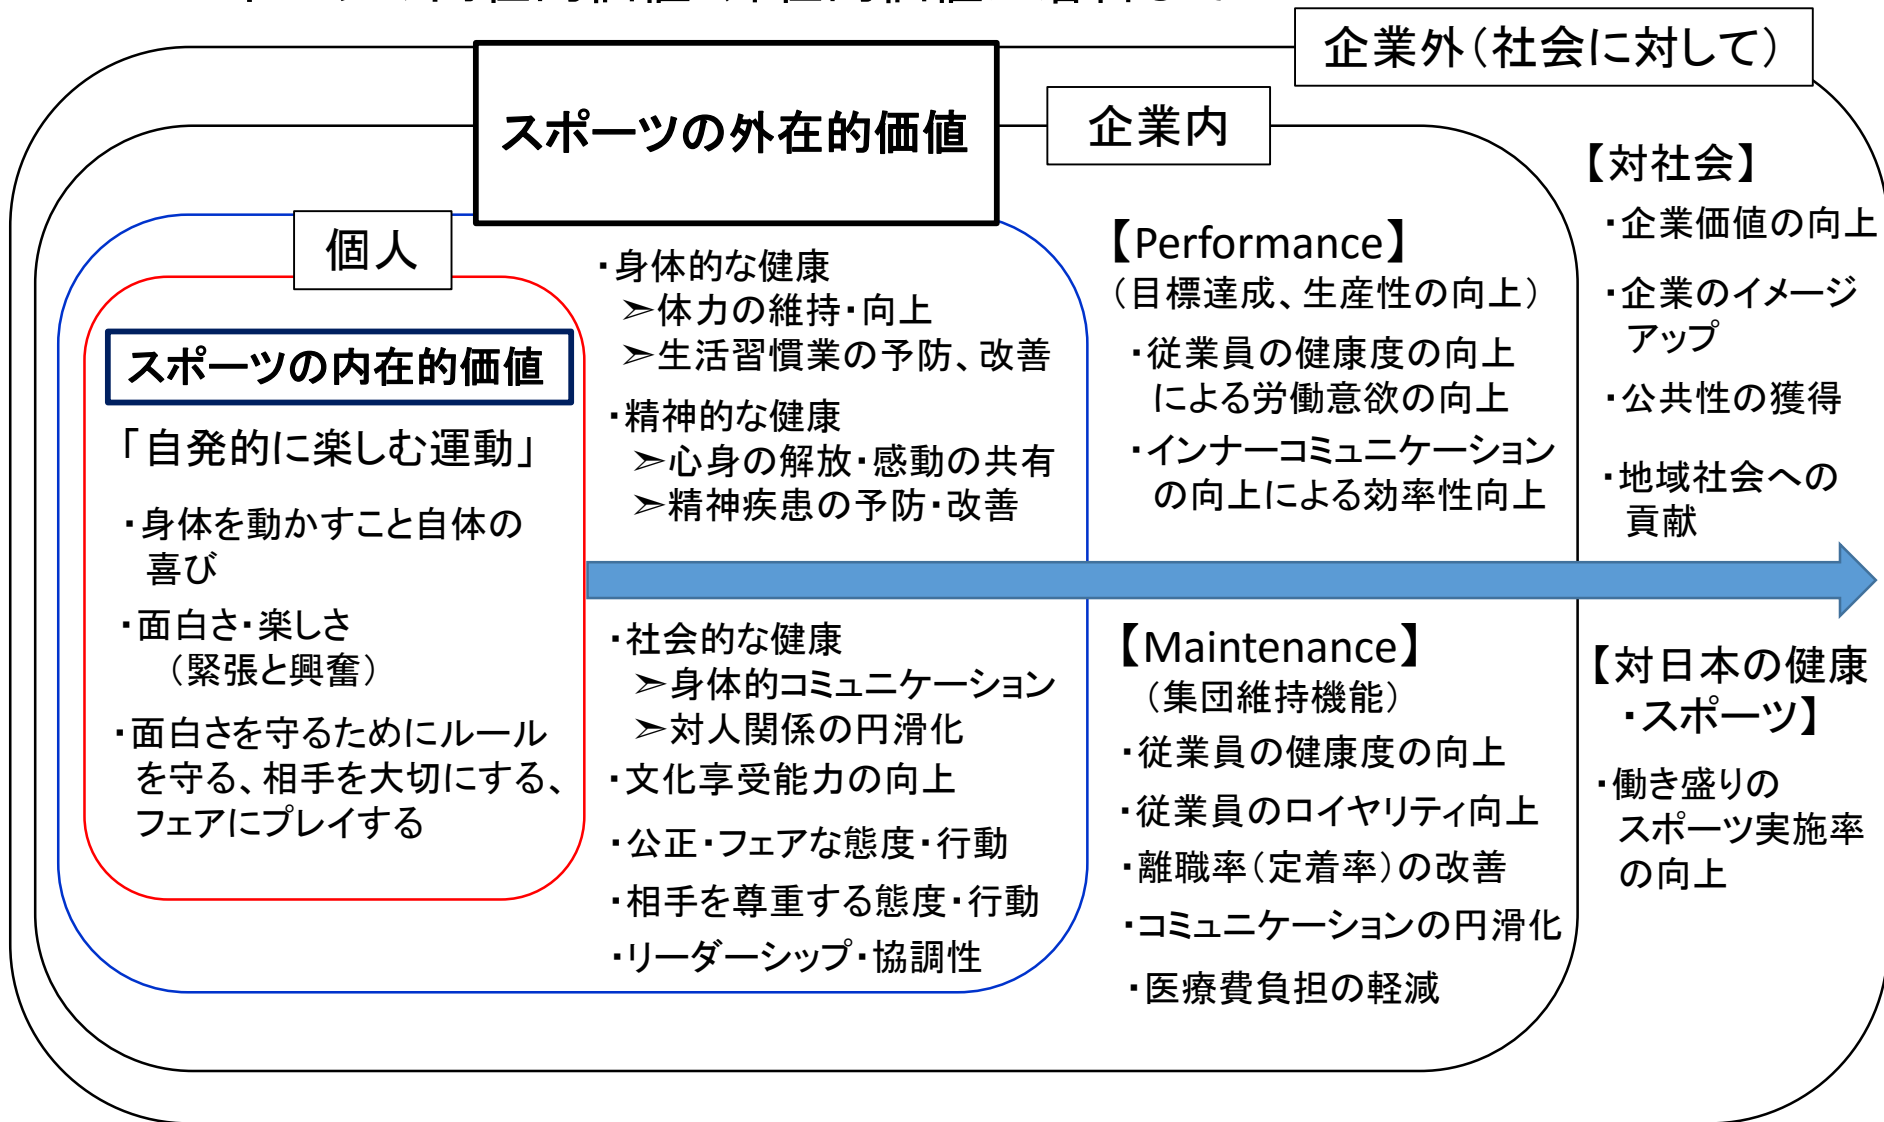 企業外（社会に対して）
スポーツの外在的価値
企業内
個人
スポーツの内在的価値
「自発的に楽しむ運動」
・身体を動かすこと自体の
喜び
・面白さ・楽しさ
（緊張と興奮）
・面白さを守るためにルール
を守る、相手を大切にする、
フェアにプレイする
・身体的な健康
➣体力の維持・向上
➣生活習慣業の予防、改善
・精神的な健康
➣心身の解放・感動の共有
➣精神疾患の予防・改善
・社会的な健康
➣身体的コミュニケーション
➣対人関係の円滑化
・文化享受能力の向上
・公正・フェアな態度・行動
・相手を尊重する態度・行動
・リーダーシップ・協調性
【Performance】
（目標達成、生産性の向上）
・従業員の健康度の向上
による労働意欲の向上
・インナーコミュニケーション
の向上による効率性向上
【Maintenance】
（集団維持機能）
・従業員の健康度の向上
・従業員のロイヤリティ向上
・離職率（定着率）の改善
・コミュニケーションの円滑化
・医療費負担の軽減
【対社会】
・企業価値の向上
・企業のイメージ
アップ
・公共性の獲得
・地域社会への
貢献
【対日本の健康
・スポーツ】
・働き盛りの
スポーツ実施率
の向上